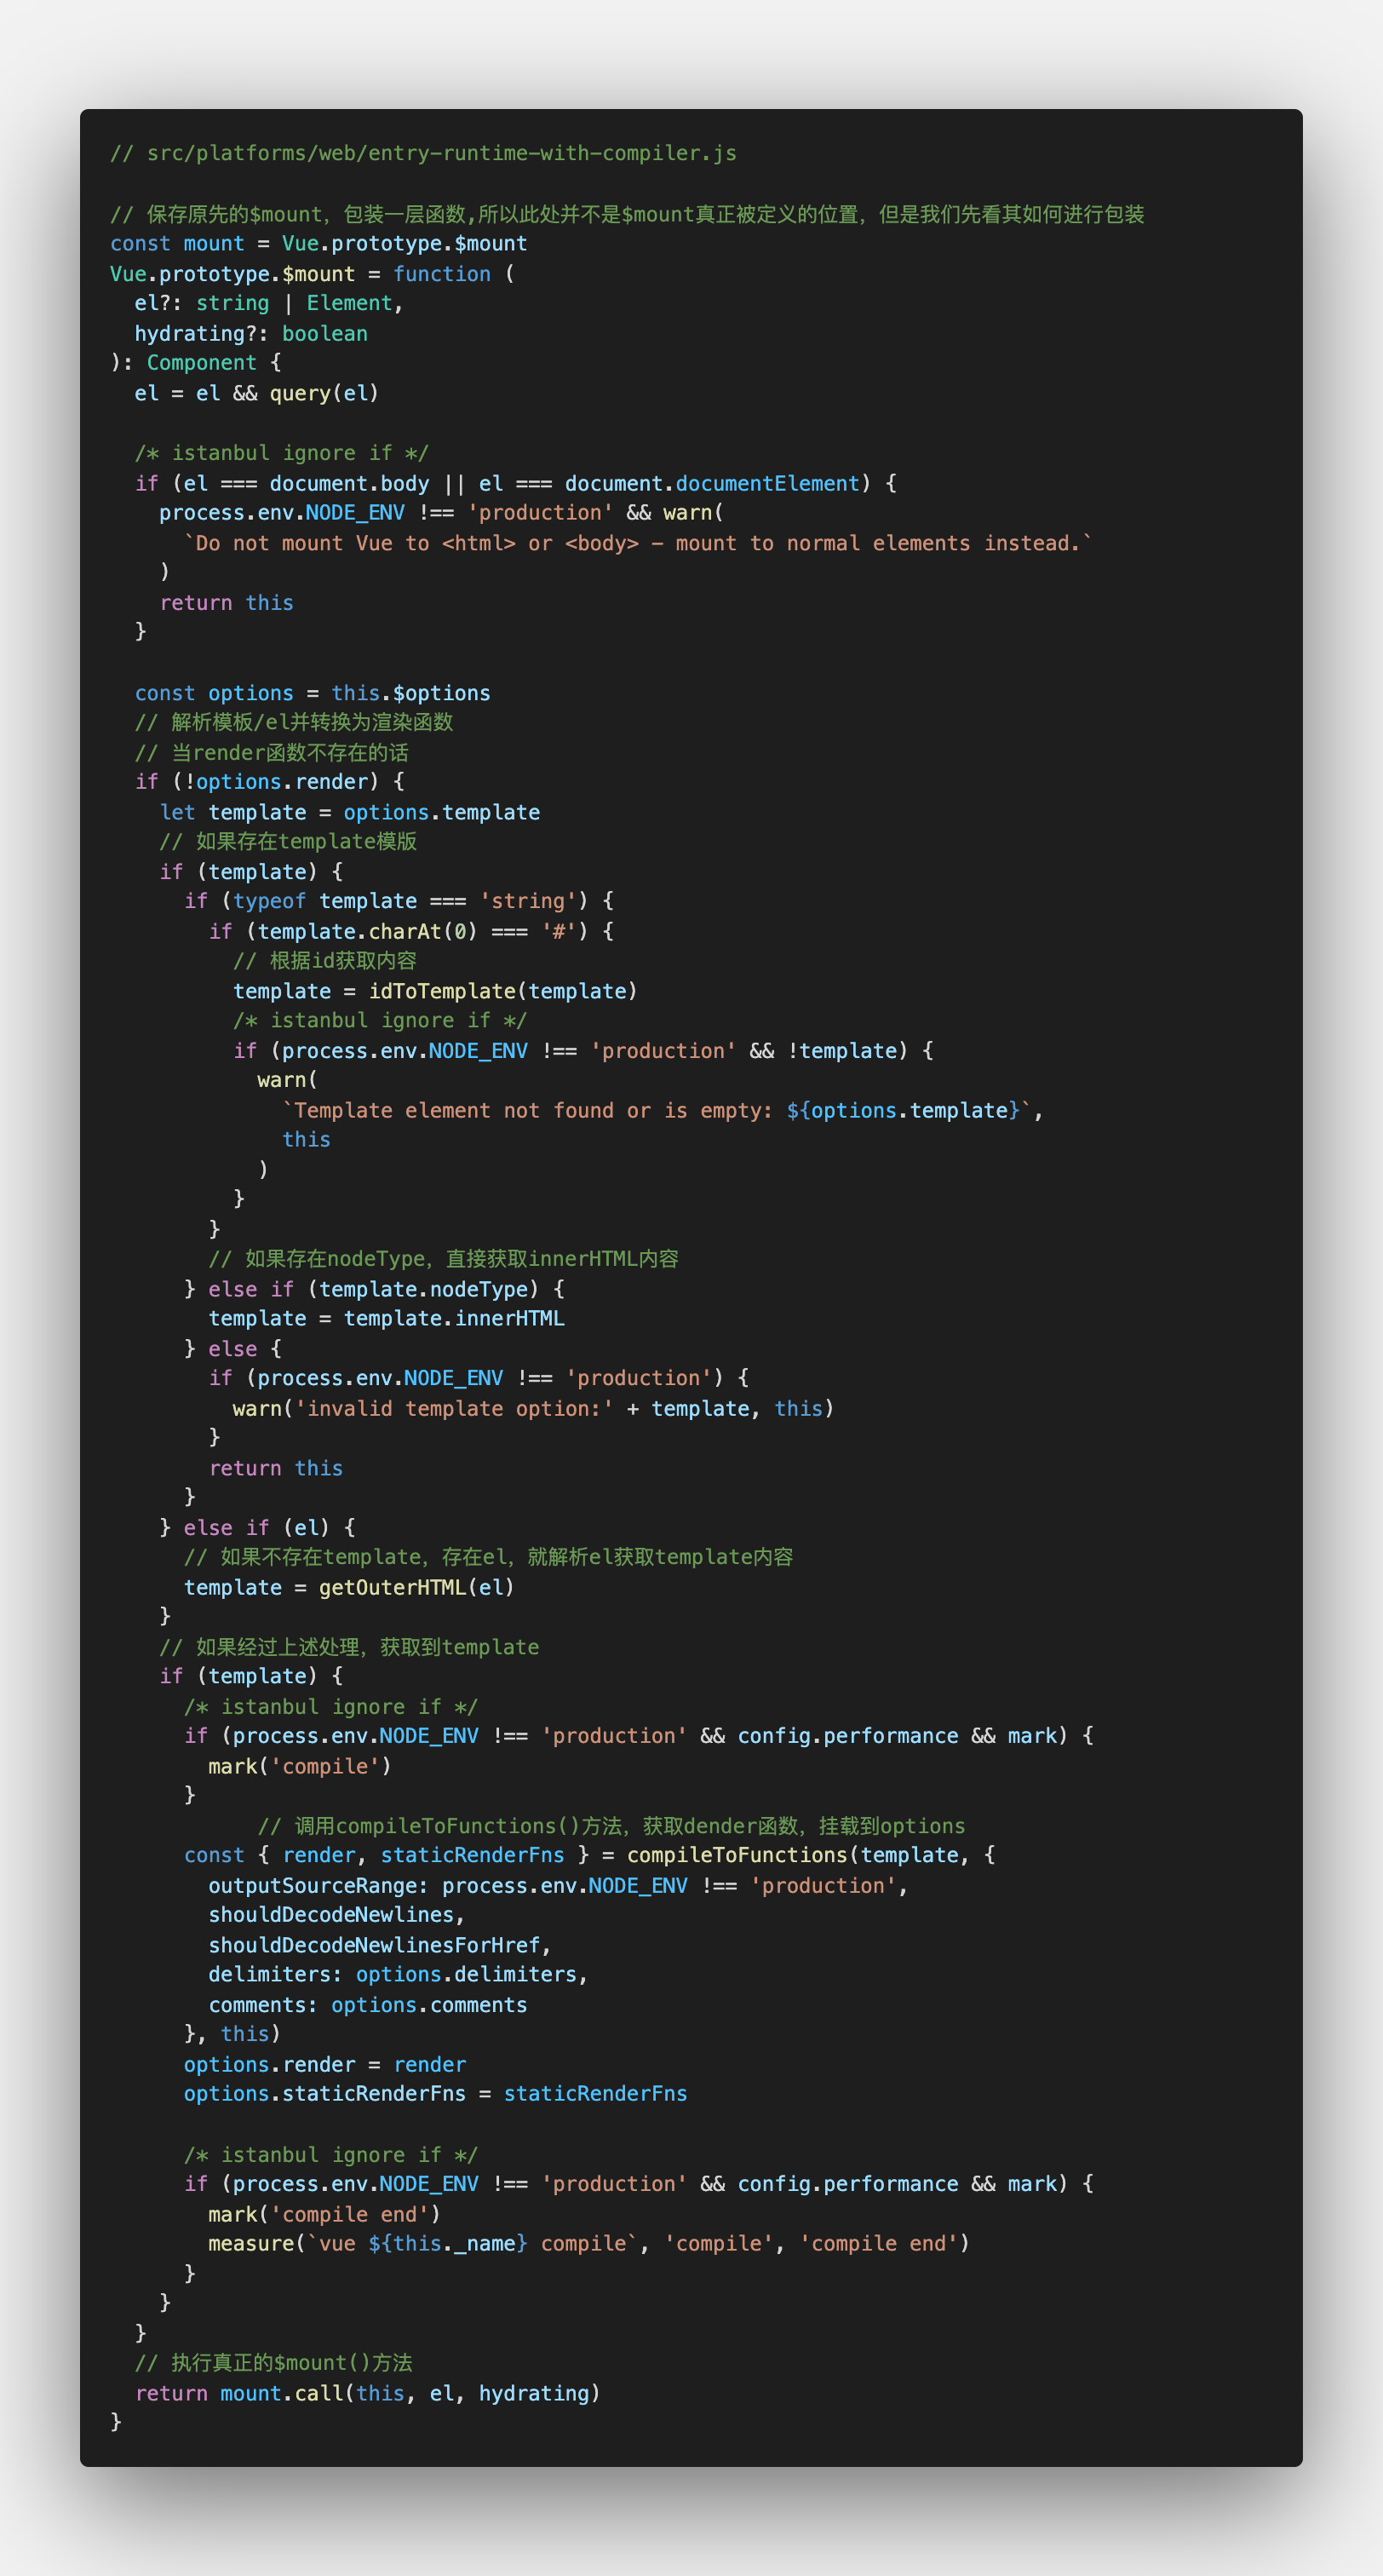 // src/platforms/web/entry-runtime-with-compiler.js

// 保存原先的$mount，包装一层函数,所以此处并不是$mount真正被定义的位置，但是我们先看其如何进行包装
const mount = Vue.prototype.$mount
Vue.prototype.$mount = function (
  el?: string | Element,
  hydrating?: boolean
): Component {
  el = el && query(el)

  /* istanbul ignore if */
  if (el === document.body || el === document.documentElement) {
    process.env.NODE_ENV !== 'production' && warn(
      `Do not mount Vue to <html> or <body> - mount to normal elements instead.`
    )
    return this
  }

  const options = this.$options
  // 解析模板/el并转换为渲染函数
  // 当render函数不存在的话
  if (!options.render) {
    let template = options.template
    // 如果存在template模版
    if (template) {
      if (typeof template === 'string') {
        if (template.charAt(0) === '#') {
          // 根据id获取内容
          template = idToTemplate(template)
          /* istanbul ignore if */
          if (process.env.NODE_ENV !== 'production' && !template) {
            warn(
              `Template element not found or is empty: ${options.template}`,
              this
            )
          }
        }
        // 如果存在nodeType，直接获取innerHTML内容
      } else if (template.nodeType) {
        template = template.innerHTML
      } else {
        if (process.env.NODE_ENV !== 'production') {
          warn('invalid template option:' + template, this)
        }
        return this
      }
    } else if (el) {
      // 如果不存在template，存在el，就解析el获取template内容
      template = getOuterHTML(el)
    }
    // 如果经过上述处理，获取到template
    if (template) {
      /* istanbul ignore if */
      if (process.env.NODE_ENV !== 'production' && config.performance && mark) {
        mark('compile')
      }
            // 调用compileToFunctions()方法，获取dender函数，挂载到options
      const { render, staticRenderFns } = compileToFunctions(template, {
        outputSourceRange: process.env.NODE_ENV !== 'production',
        shouldDecodeNewlines,
        shouldDecodeNewlinesForHref,
        delimiters: options.delimiters,
        comments: options.comments
      }, this)
      options.render = render
      options.staticRenderFns = staticRenderFns

      /* istanbul ignore if */
      if (process.env.NODE_ENV !== 'production' && config.performance && mark) {
        mark('compile end')
        measure(`vue ${this._name} compile`, 'compile', 'compile end')
      }
    }
  }
  // 执行真正的$mount()方法
  return mount.call(this, el, hydrating)
}